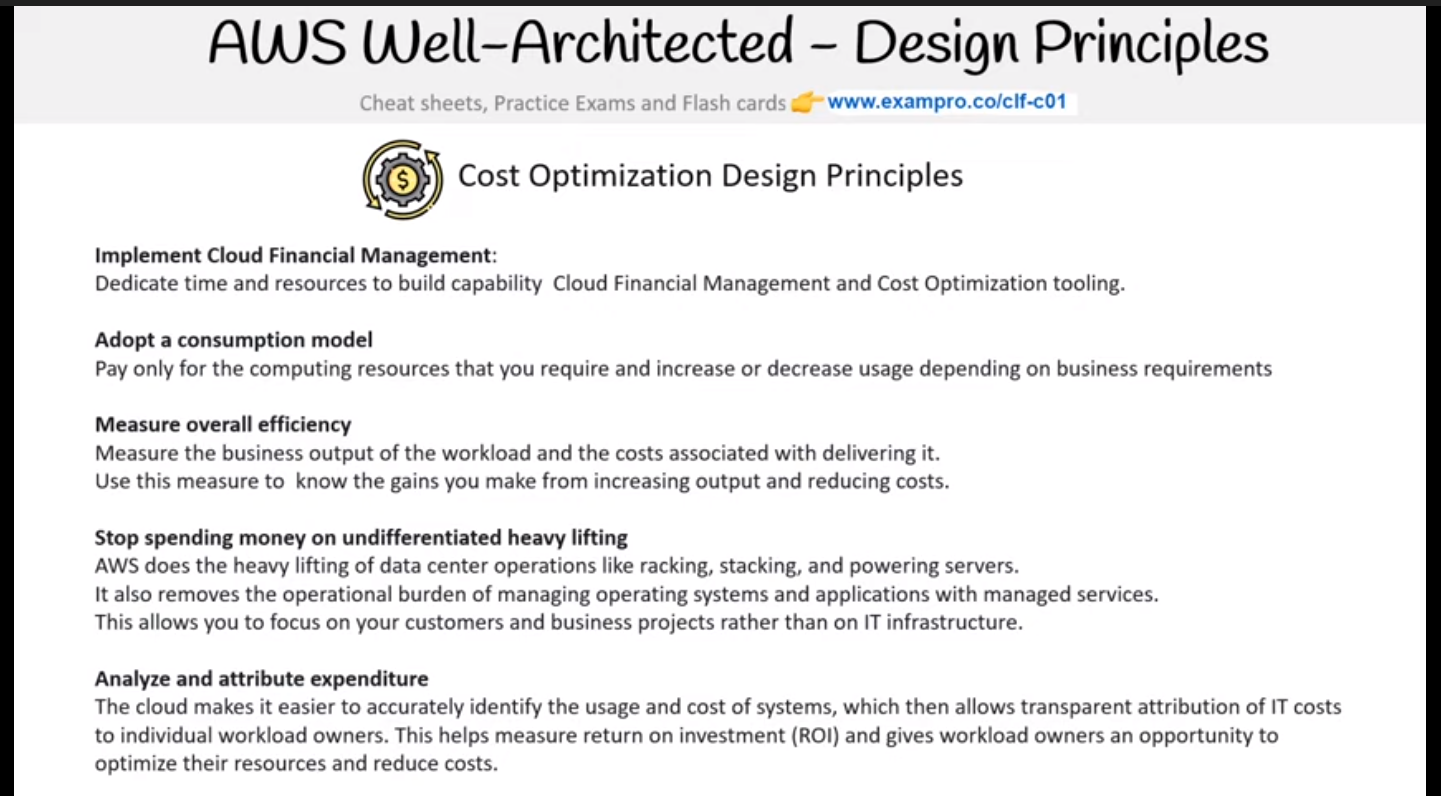 AWS Well-Architected – Design Principles
Cheat sheets, Practice Exams and Flash cards 👉 www.exampro.co/clf-c01
$
Cost Optimization Design Principles
Implement Cloud Financial Management:
Dedicate time and resources to build capability Cloud Financial Management and Cost Optimization tooling.
Adopt a consumption model
Pay only for the computing resources that you require and increase or decrease usage depending on business requirements
Measure overall efficiency
Measure the business output of the workload and the costs associated with delivering it.
Use this measure to know the gains you make from increasing output and reducing costs.
Stop spending money on undifferentiated heavy lifting
AWS does the heavy lifting of data center operations like racking, stacking, and powering servers.
It also removes the operational burden of managing operating systems and applications with managed services.
This allows you to focus on your customers and business projects rather than on IT infrastructure.
Analyze and attribute expenditure
The cloud makes it easier to accurately identify the usage and cost of systems, which then allows transparent attribution of IT costs
to individual workload owners. This helps measure return on investment (ROI) and gives workload owners an opportunity to
optimize their resources and reduce costs.